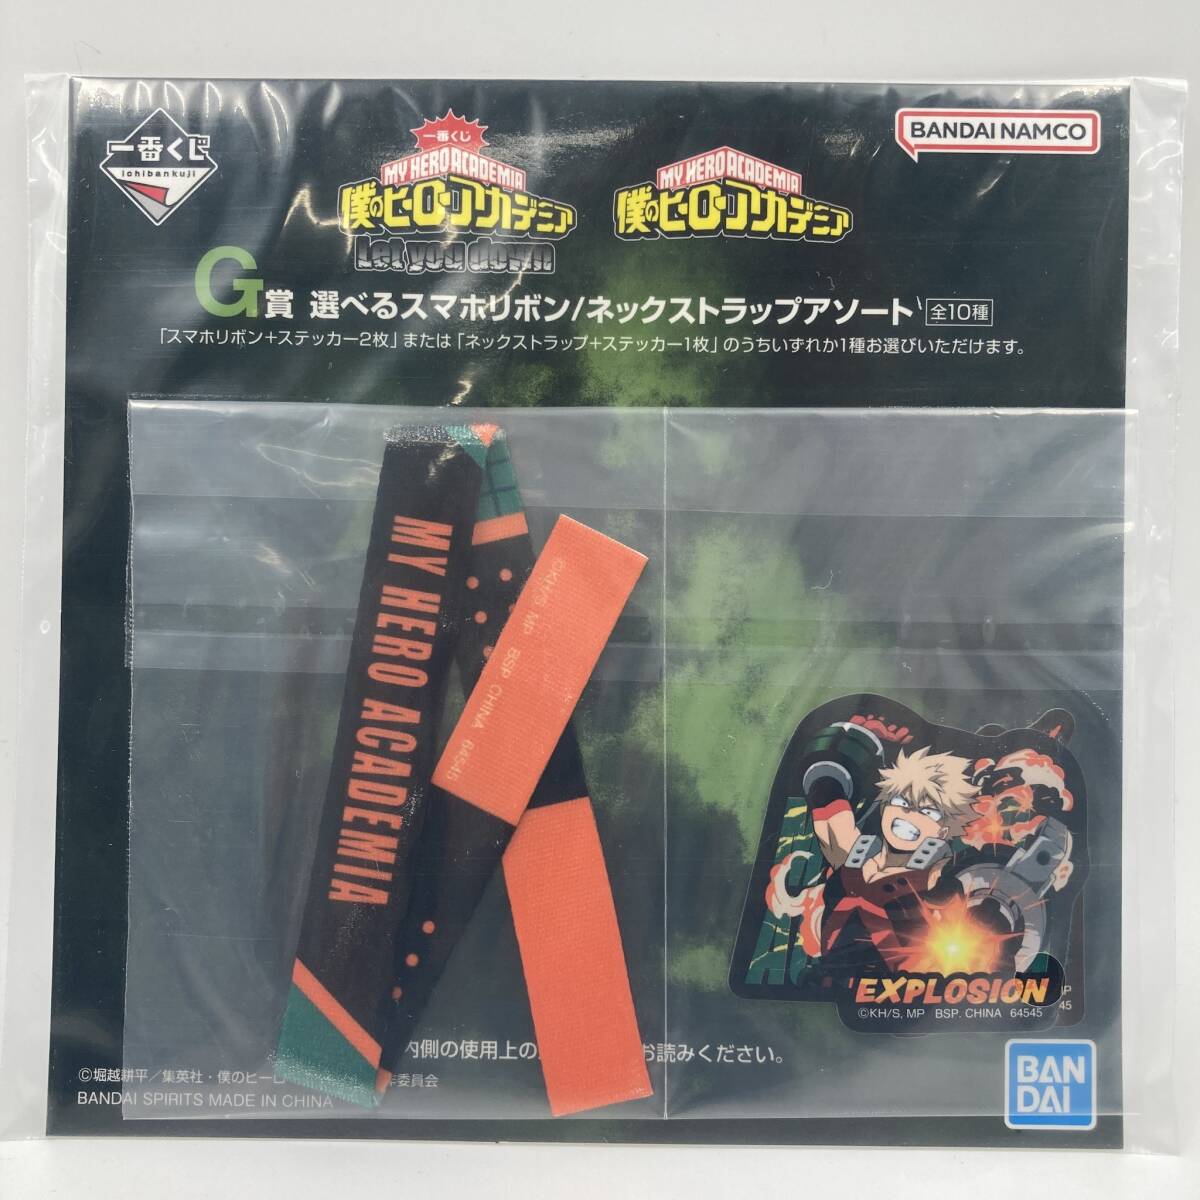 一番くじ
ichibankuji
一番くじ
MY HERO ACADEMIA
僕のヒーローアカデミア
Let you down
MY HERO ACADEMIA
僕のヒーローアカデミア
BANDAI NAMCO
G賞 選べるスマホリボン/ネックストラップアソート 全10種
「スマホリボン+ステッカー2枚」または「ネックストラップ+ステッカー1枚」のうちいずれか1種お選びいただけます。
MY HERO ACADEMIA
©KH/S, MP BSP. CHINA 64545
EXPLOSION
©KH/S, MP BSP. CHINA 64545
MP
45
内側の使用上の
お読みください。
©堀越耕平/集英社・僕のヒーロ
作委員会
BANDAI SPIRITS MADE IN CHINA
BAN
DAI